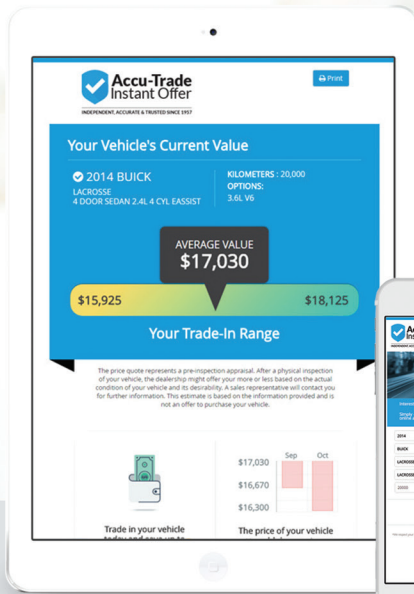 Accu-Trade
Instant Offer
INDEPENDENT, ACCURATE & TRUSTED SINCE 1957
Print
Your Vehicle's Current Value
2014 BUICK
LACROSSE
4 DOOR SEDAN 2.4L 4 CYL EASSIST
KILOMETERS : 20,000
OPTIONS:
3.6L V6
AVERAGE VALUE
$17,030
$15,925
$18,125
Your Trade-In Range
The price quote represents a pre-inspection appraisal. After a physical inspection
of your vehicle, the dealership might offer your more or less based on the actual
condition of your vehicle and its desirability. A sales representative will contact you
for further information. This estimate is based on the information provided and is
not an offer to purchase your vehicle.
Trade in your vehicle
Sep Oct
$17,030
$16,670
$16,300
The price of your vehicle
2014
BUICK
LACROSSE
LACROSSE
20000